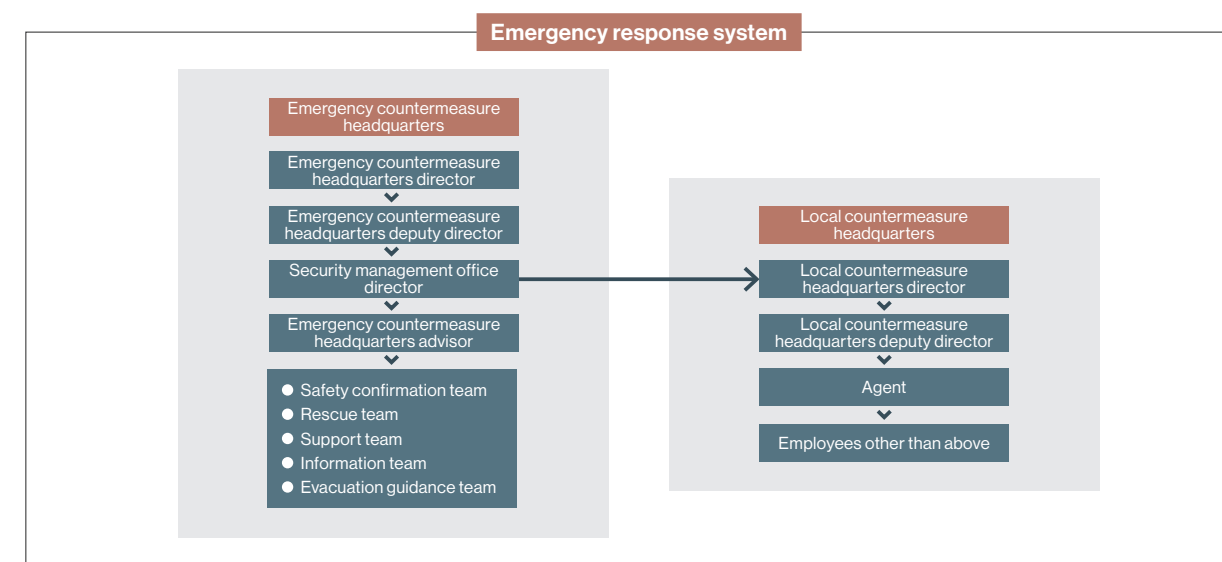 Emergency response system
Emergency countermeasure
headquarters
Emergency countermeasure
headquarters director
Emergency countermeasure
headquarters deputy director
Security management office
director
Emergency countermeasure
headquarters advisor
Safety confirmation team
Rescue team
Support team
Information team
Evacuation guidance team
Local countermeasure
headquarters
Local countermeasure
headquarters director
Local countermeasure
headquarters deputy director
Agent
Employees other than above